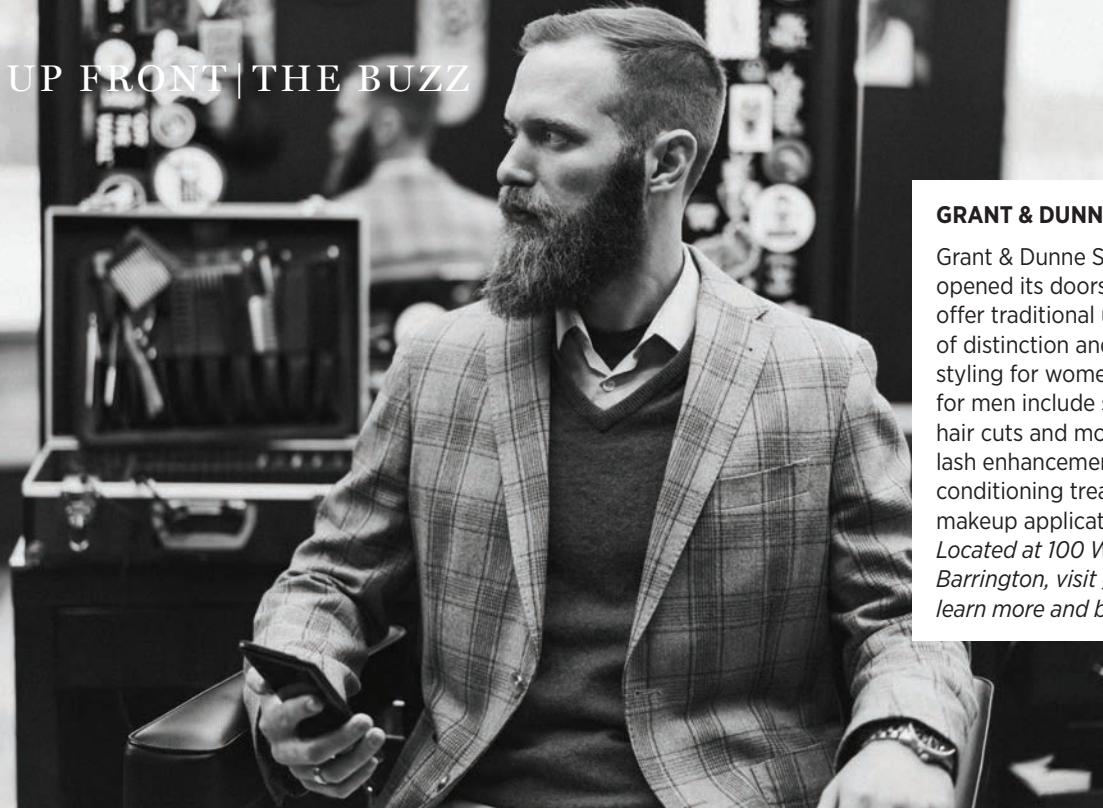 UP FRONT | THE BUZZ
GRANT & DUNN
Grant & Dunne S
opened its doors
offer traditional
of distinction and
styling for wome
for men include
hair cuts and mo
lash enhancemen
conditioning trea
makeup applicat
Located at 100 W
Barrington, visit
learn more and b